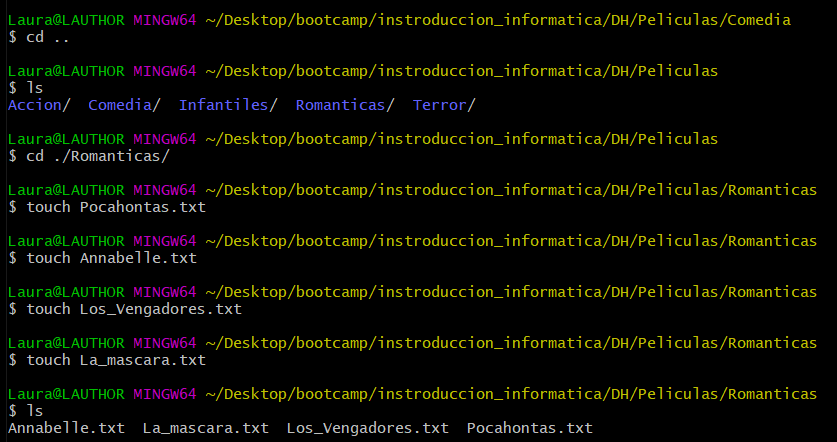 Laura@LAUTHOR MINGW64 ~/Desktop/bootcamp/instroduccion_informatica/DH/Peliculas/Comedia
$ cd ..
Laura@LAUTHOR MINGW64 ~/Desktop/bootcamp/instroduccion_informatica/DH/Peliculas
$ ls
Accion/  Comedia/  Infantiles/  Romanticas/  Terror/
Laura@LAUTHOR MINGW64 ~/Desktop/bootcamp/instroduccion_informatica/DH/Peliculas
$ cd ./Romanticas/
Laura@LAUTHOR MINGW64 ~/Desktop/bootcamp/instroduccion_informatica/DH/Peliculas/Romanticas
$ touch Pocahontas.txt
Laura@LAUTHOR MINGW64 ~/Desktop/bootcamp/instroduccion_informatica/DH/Peliculas/Romanticas
$ touch Annabelle.txt
Laura@LAUTHOR MINGW64 ~/Desktop/bootcamp/instroduccion_informatica/DH/Peliculas/Romanticas
$ touch Los_Vengadores.txt
Laura@LAUTHOR MINGW64 ~/Desktop/bootcamp/instroduccion_informatica/DH/Peliculas/Romanticas
$ touch La_mascara.txt
Laura@LAUTHOR MINGW64 ~/Desktop/bootcamp/instroduccion_informatica/DH/Peliculas/Romanticas
$ ls
Annabelle.txt  La_mascara.txt  Los_Vengadores.txt  Pocahontas.txt